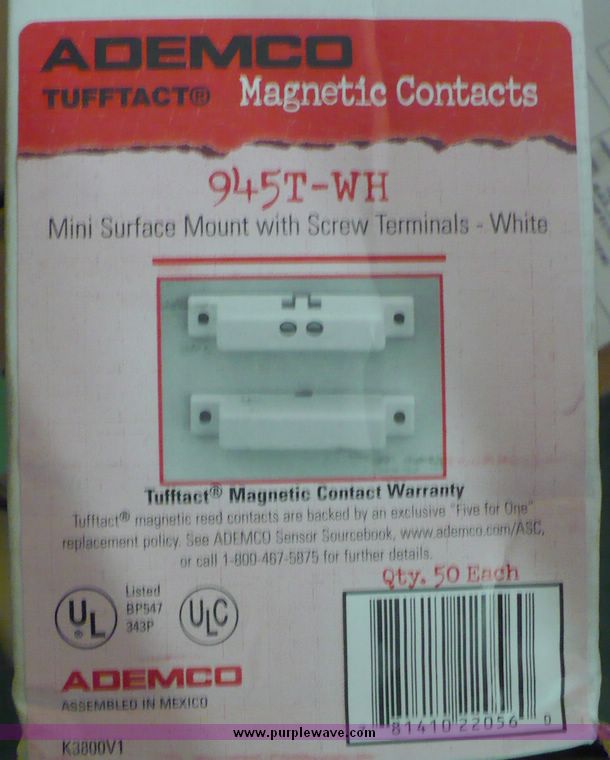 ADEMCO
TUFFTACT® Magnetic Contacts
945T-WH
Mini Surface Mount with Screw Terminals - White
Tufftact® Magnetic Contact Warranty
Tufftact® magnetic reed contacts are backed by an exclusive "Five for One"
replacement policy. See ADEMCO Sensor Sourcebook, www.ademco.com/ASC,
or call 1-800-467-5875 for further details.
Qty. 50 Each
UL® Listed BP547 343P ULC
ADEMCO
ASSEMBLED IN MEXICO
81410 22056 0
www.purplewave.com
K3800V1